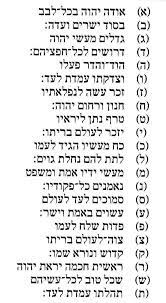 (א) אודה יהוה בכל-לבב
(ב) בסוד ישרים ועדה:
(ג) גדלים מעשי יהוה
(ד) דרושים לכל-חפציהם:
(ה) הוד-והדר פעלו
(ו) וצדקתו עמדת לעד:
(ז) זכר עשה לנפלאתיו
(ח) חנון ורחום יהוה:
(ט) טרף נתן ליראיו
(י) יזכר לעולם בריתו:
(כ) כח מעשיו הגיד לעמו
(ל) לתת להם נחלת גוים:
(מ) מעשי ידיו אמת ומשפט
(נ) נאמנים כל-פקודיו:
(ס) סמוכים לעד לעולם
(ע) עשוים באמת וישר:
(פ) פדות שלח לעמו
(צ) צוה-לעולם בריתו
(ק) קדוש ונורא שמו:
(ר) ראשית חכמה יראת יהוה
(ש) שכל טוב לכל-עשיהם
(ת) תהלתו עמדת לעד: